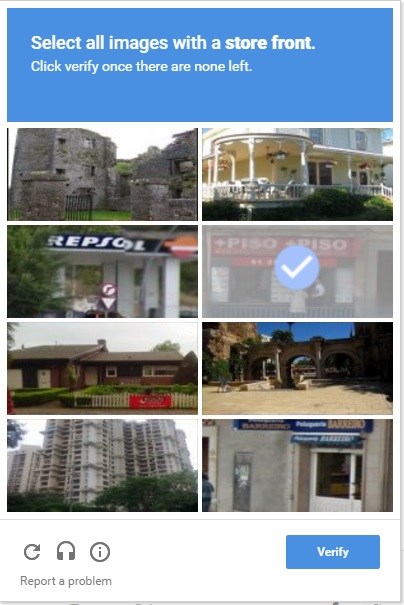 Select all images with a store front.
Click verify once there are none left.
REPSOL
+PISO +PISO
Peluquería BARREIRO
Peluquería BARREIRO
Verify
Report a problem